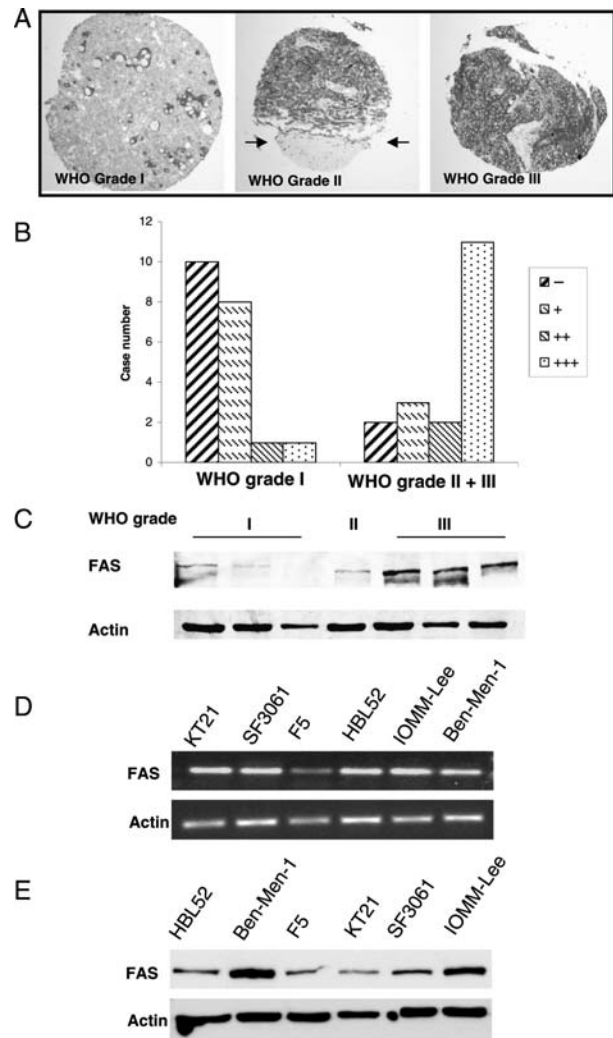 A
WHO Grade I
WHO Grade II
WHO Grade III
B
Case number
12
10
8
6
4
2
0
WHO grade I
WHO grade II + III
−
+
++
+++
C
WHO grade
I
II
III
FAS
Actin
D
KT21
SF3061
F5
HBL52
IOMM-Lee
Ben-Men-1
FAS
Actin
E
HBL52
Ben-Men-1
F5
KT21
SF3061
IOMM-Lee
FAS
Actin